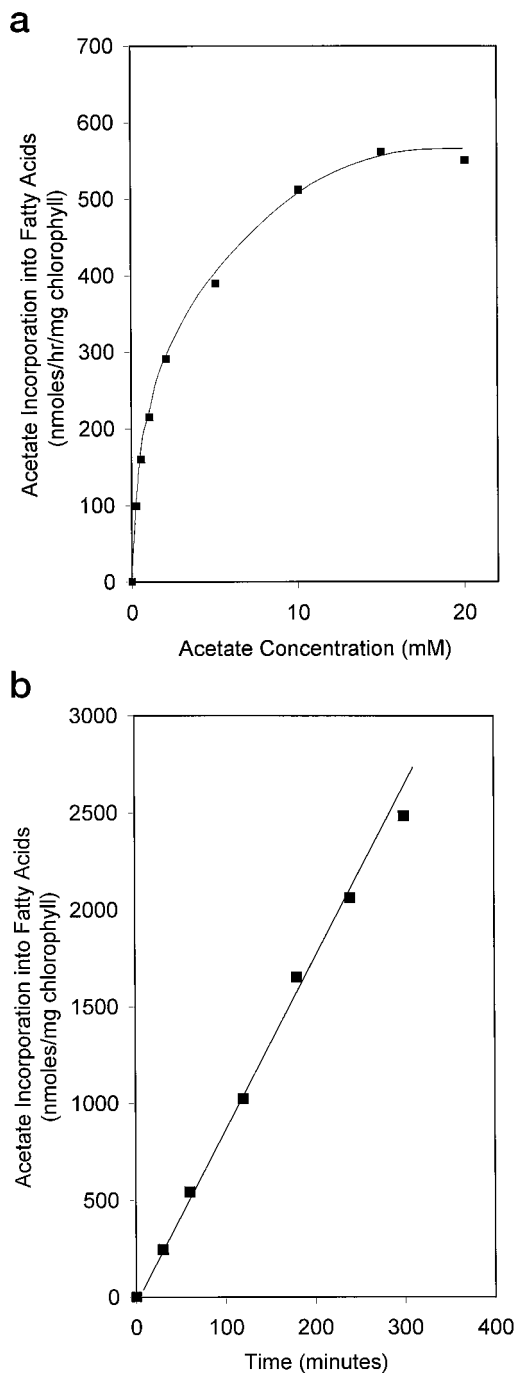 a
Acetate Incorporation into Fatty Acids
(nmoles/hr/mg chlorophyll)
700
600
500
400
300
200
100
0
0 10 20
Acetate Concentration (mM)
b
Acetate Incorporation into Fatty Acids
(nmoles/mg chlorophyll)
3000
2500
2000
1500
1000
500
0
0 100 200 300 400
Time (minutes)